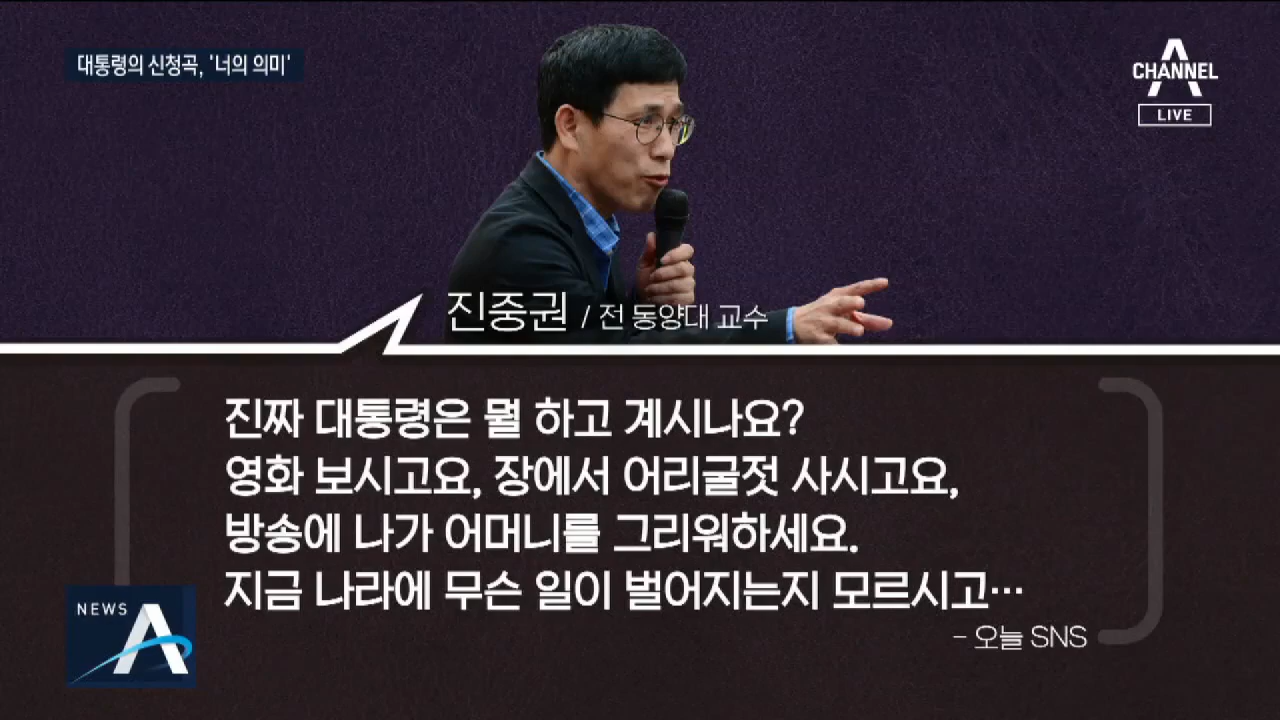 대통령의 신청곡, '너의 의미'
CHANNEL A
LIVE
진중권 / 전 동양대 교수
진짜 대통령은 뭘 하고 계시나요?
영화 보시고요, 장에서 어리굴젓 사시고요,
방송에 나가 어머니를 그리워하세요.
지금 나라에 무슨 일이 벌어지는지 모르시고…
- 오늘 SNS
NEWS A